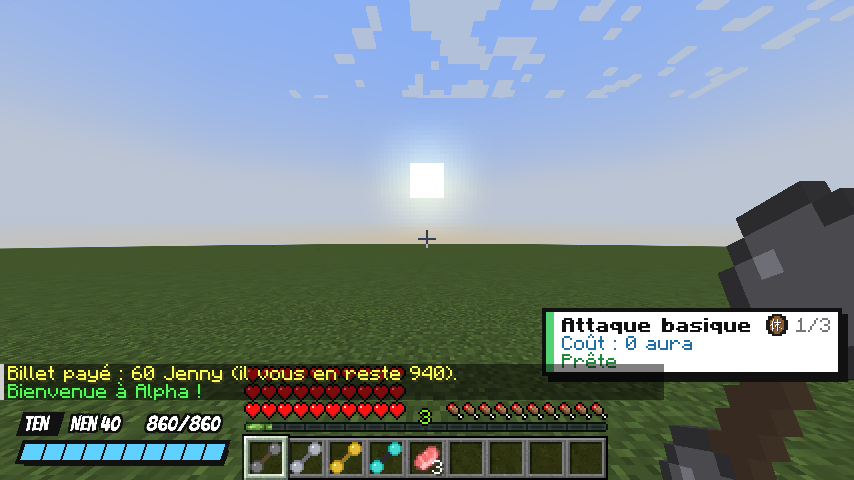 Attaque basique 1/3
Coût : 0 aura
Prête
Billet payé : 60 Jenny (il vous en reste 940).
Bienvenue à Alpha !
TEN NEN 40 860/860
3
3